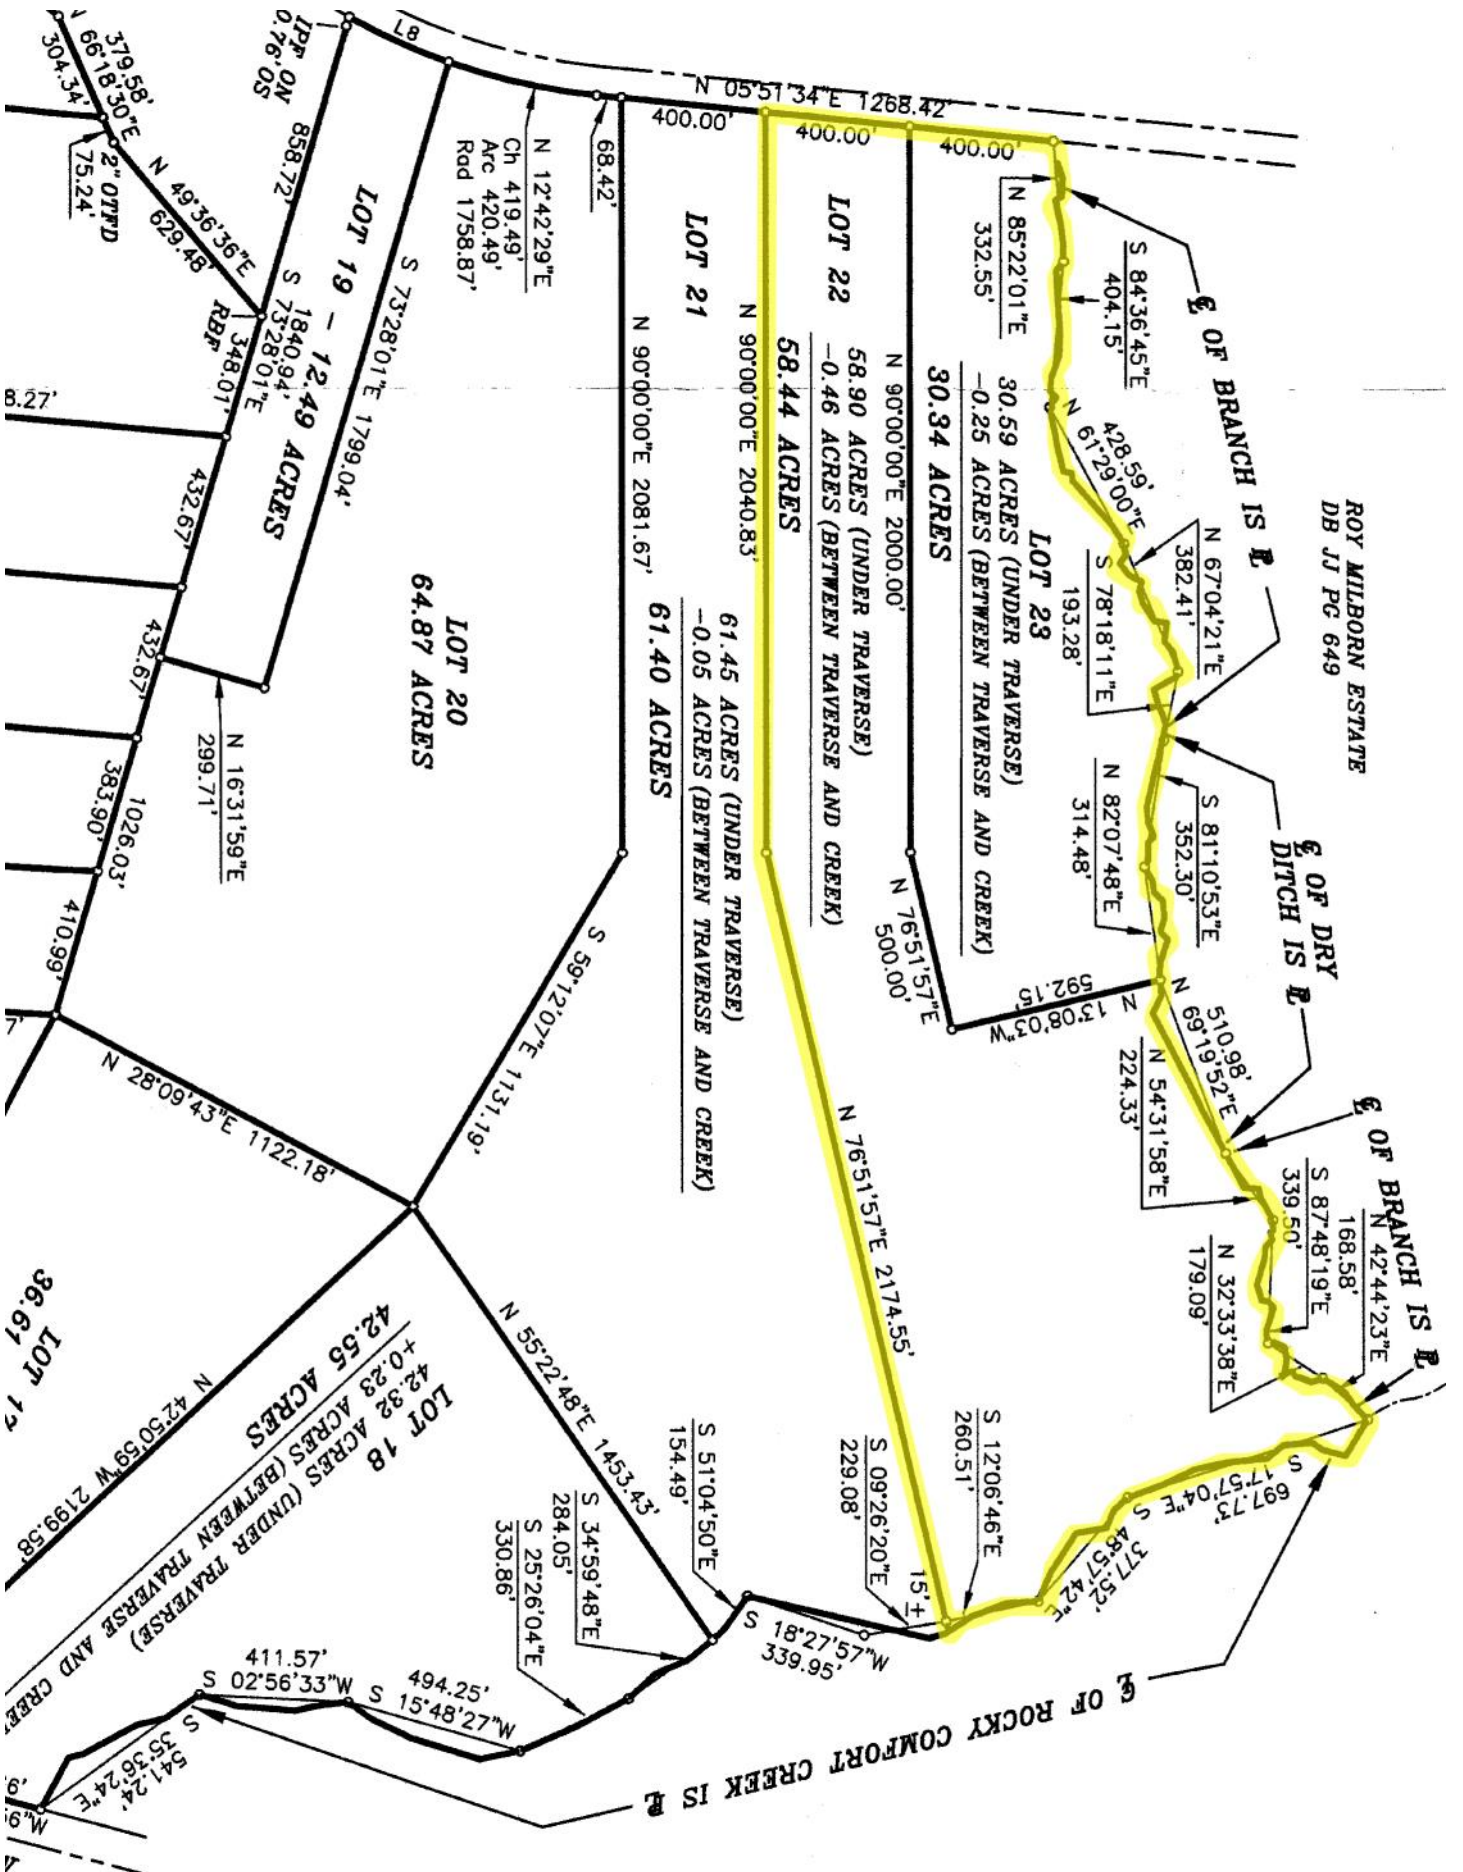 ROY MILBORN ESTATE
DB JJ PG 649
℄ OF BRANCH IS ⅊
℄ OF DRY
DITCH IS ⅊
℄ OF BRANCH IS ⅊
℄ OF ROCKY COMFORT CREEK IS ⅊
N 05°51'34"E 1268.42'
400.00'
400.00'
400.00'
68.42'
L8
N 12°42'29"E
Ch 419.49'
Arc 420.49'
Rad 1758.87'
N 85°22'01"E
332.55'
S 84°36'45"E
404.15'
428.59'
N 61°29'00"E
N 67°04'21"E
382.41'
S 78°18'11"E
193.28'
S 81°10'53"E
352.30'
N 82°07'48"E
314.48'
510.98'
N 69°19'52"E
N 54°31'58"E
224.33'
S 87°48'19"E
339.50'
N 42°44'23"E
168.58'
N 32°33'38"E
179.09'
S 17°57'04"E
697.73'
S 48°57'42"E
377.52'
S 12°06'46"E
260.51'
S 09°26'20"E
229.08'
15'±
S 18°27'57"W
339.95'
S 51°04'50"E
154.49'
S 34°59'48"E
284.05'
S 25°26'04"E
330.86'
494.25'
S 15°48'27"W
411.57'
S 02°56'33"W
S 35°36'24"E
541.24'
LOT 23
30.59 ACRES (UNDER TRAVERSE)
-0.25 ACRES (BETWEEN TRAVERSE AND CREEK)
30.34 ACRES
N 90°00'00"E 2000.00'
N 76°51'57"E
500.00'
N 13°08'03"W
592.15'
LOT 22
58.90 ACRES (UNDER TRAVERSE)
-0.46 ACRES (BETWEEN TRAVERSE AND CREEK)
58.44 ACRES
N 90°00'00"E 2040.83'
N 76°51'57"E 2174.55'
LOT 21
61.45 ACRES (UNDER TRAVERSE)
-0.05 ACRES (BETWEEN TRAVERSE AND CREEK)
61.40 ACRES
N 90°00'00"E 2081.67'
S 59°12'07"E 1131.19'
N 55°22'48"E 1453.43'
LOT 20
64.87 ACRES
LOT 19 - 12.49 ACRES
S 73°28'01"E 1799.04'
1840.94'
S 73°28'01"E
858.72'
348.01'
N 16°31'59"E
299.71'
RBF
IPF ON
0.76'OS
379.58'
N 66°18'30"E
304.34'
2" OTFD
75.24'
N 49°36'36"E
629.48'
8.27'
432.67'
432.67'
383.90'
1026.03'
410.99'
7'
N 28°09'43"E 1122.18'
N 42°50'59"W 2199.58'
LOT 18
42.32 ACRES (UNDER TRAVERSE)
+0.23 ACRES (BETWEEN TRAVERSE AND CREE
42.55 ACRES
LOT 17
36.61